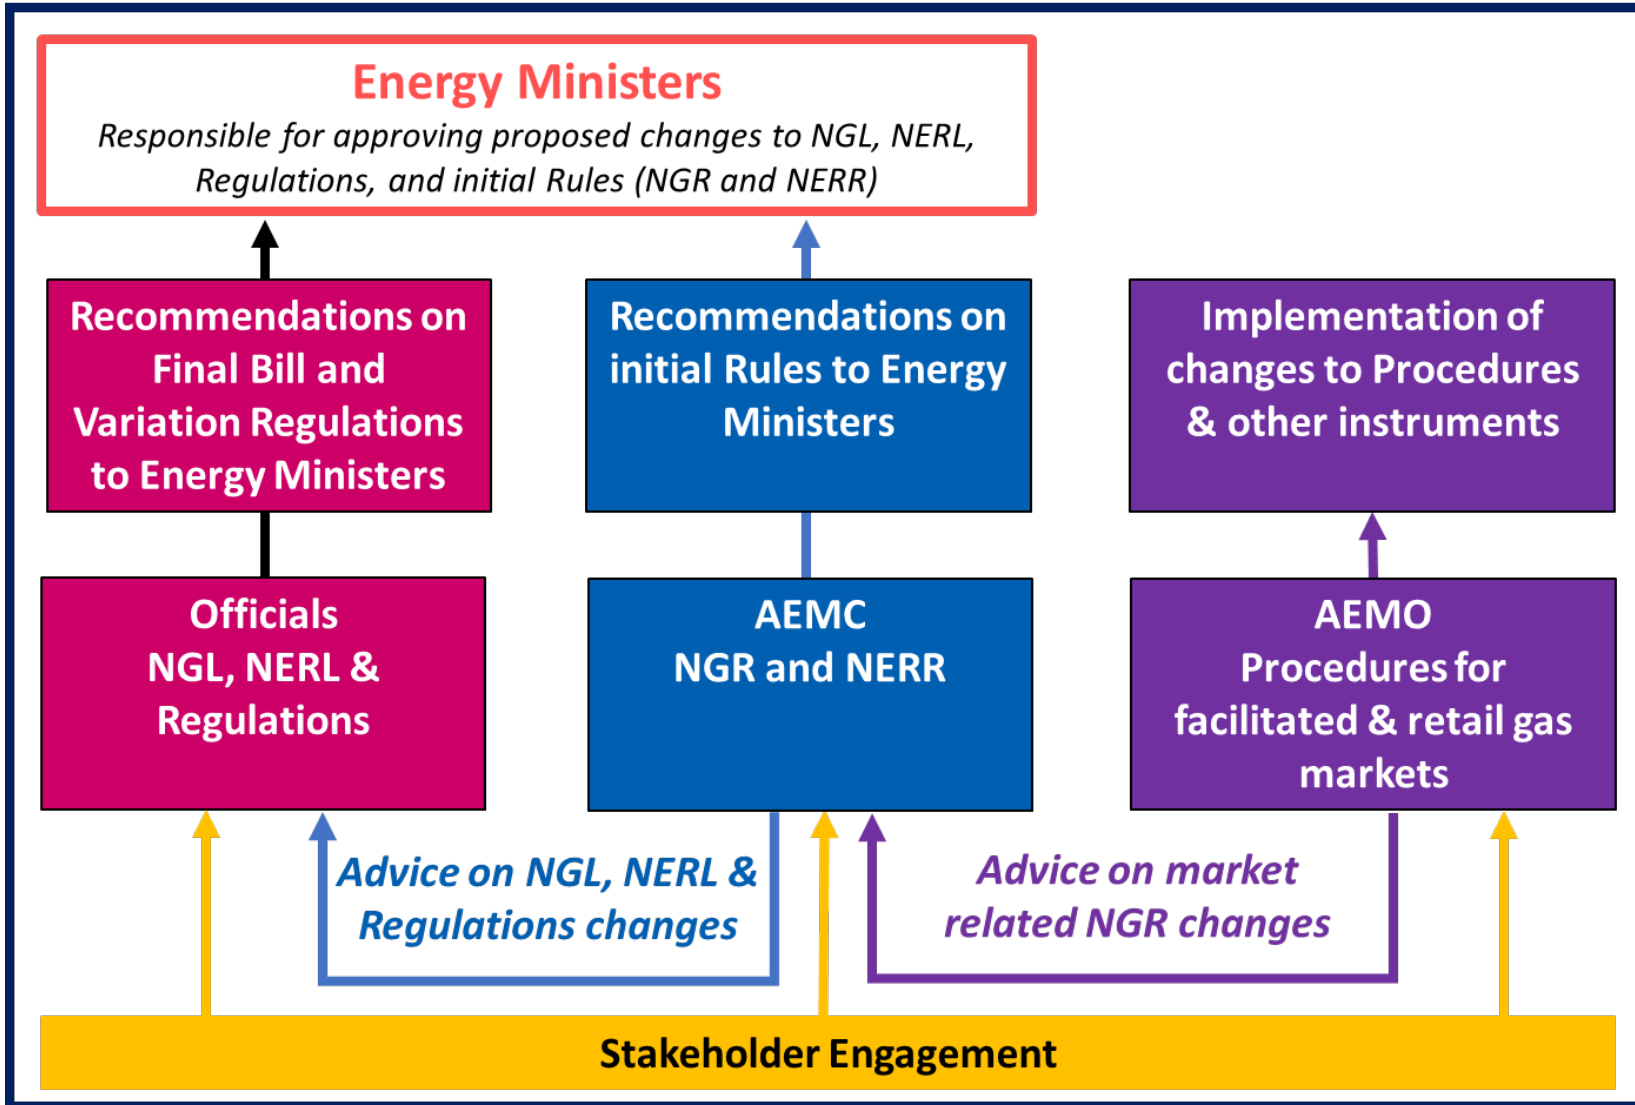 Energy Ministers
Responsible for approving proposed changes to NGL, NERL,
Regulations, and initial Rules (NGR and NERR)
Recommendations on
Final Bill and
Variation Regulations
to Energy Ministers
Recommendations on
initial Rules to Energy
Ministers
Implementation of
changes to Procedures
& other instruments
Officials
NGL, NERL &
Regulations
AEMC
NGR and NERR
AEMO
Procedures for
facilitated & retail gas
markets
Advice on NGL, NERL &
Regulations changes
Advice on market
related NGR changes
Stakeholder Engagement